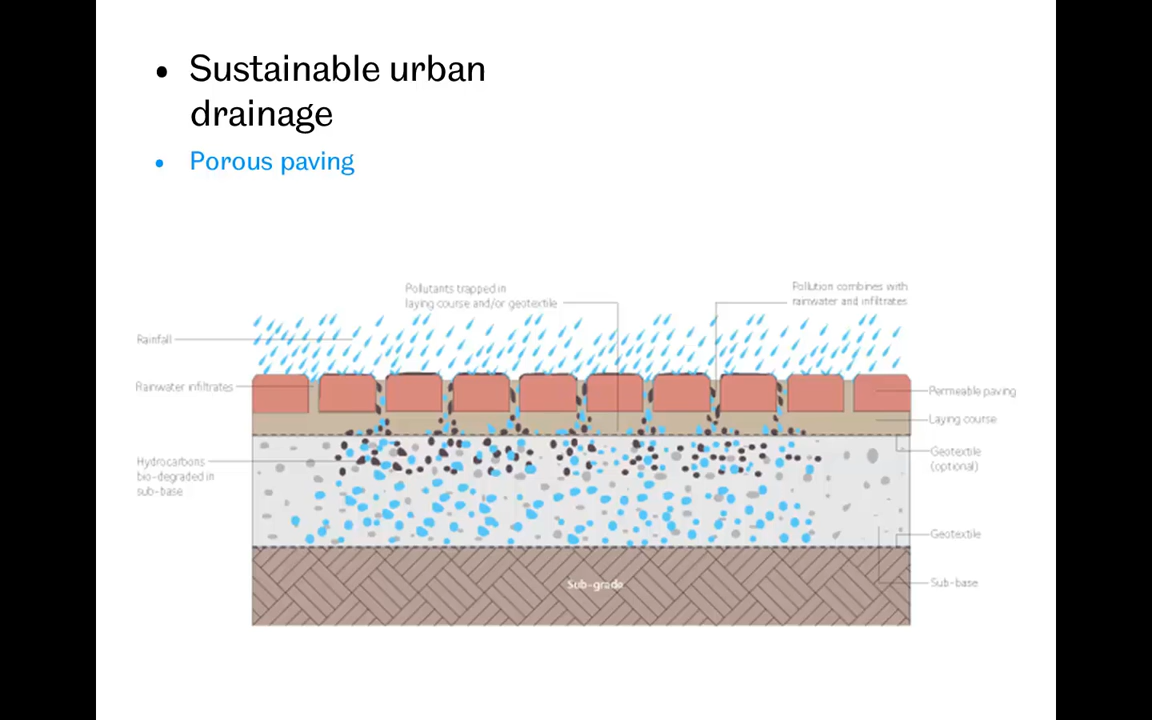 • Sustainable urban
drainage
• Porous paving
Pollutants trapped in
laying course and/or geotextile
Pollution combines with
rainwater and infiltrates
Rainfall
Rainwater infiltrates
Permeable paving
Laying course
Geotextile
(optional)
Hydrocarbons
bio-degraded in
sub-base
Geotextile
Sub-base
Sub-grade